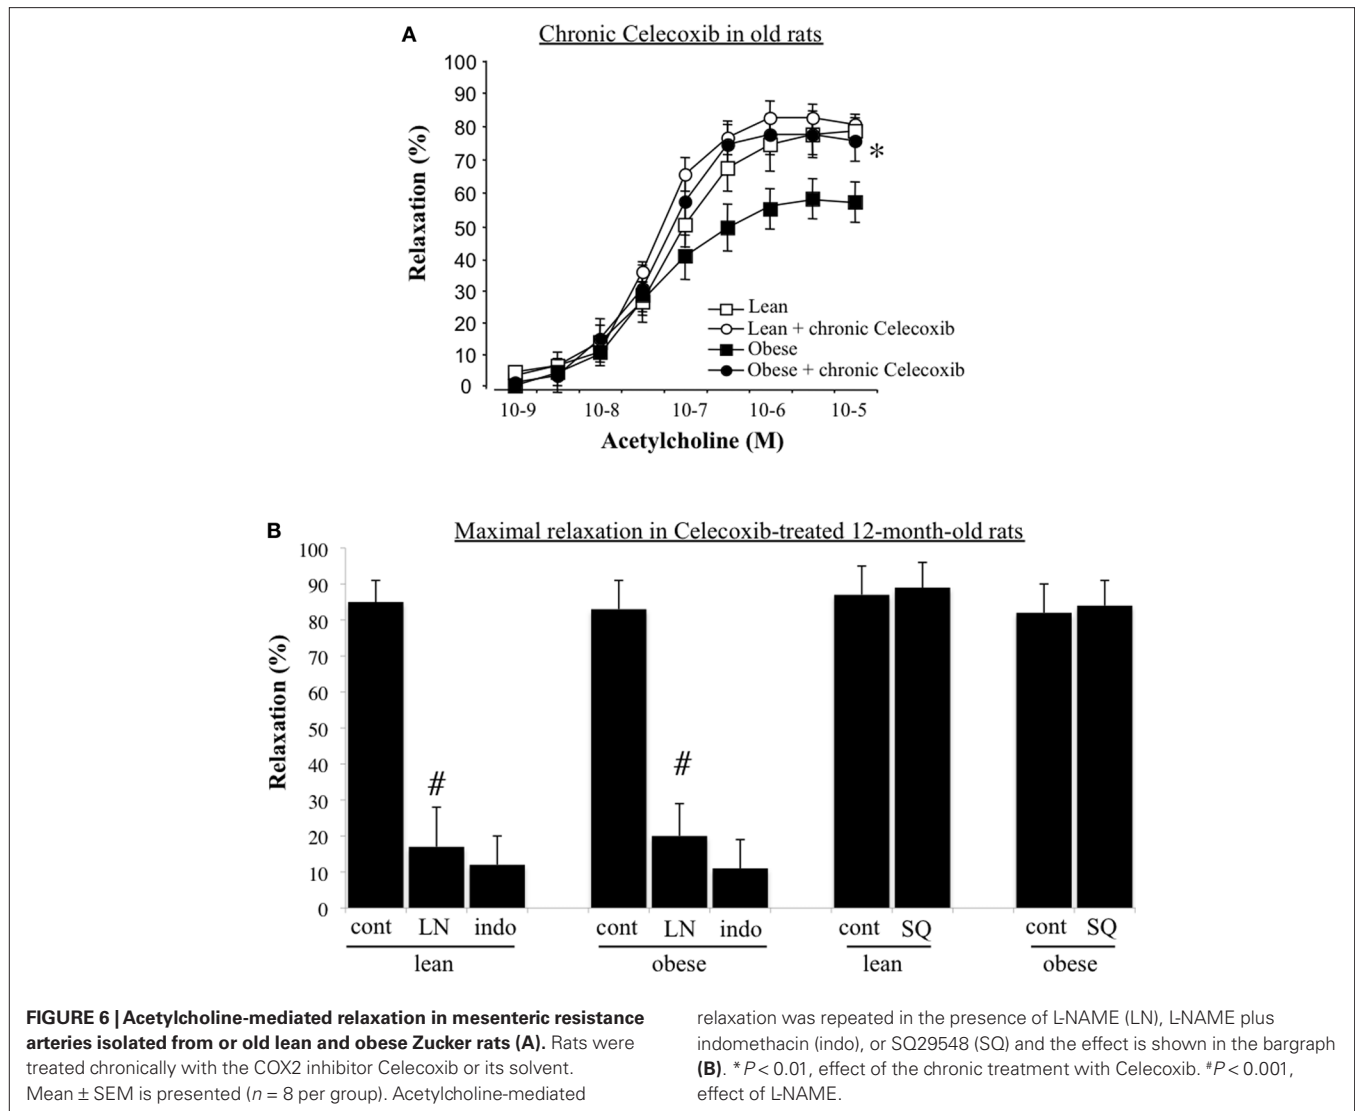 A
Chronic Celecoxib in old rats
100
90
80
70
60
50
40
30
20
10
0
Relaxation (%)
*
Lean
Lean + chronic Celecoxib
Obese
Obese + chronic Celecoxib
10-9 10-8 10-7 10-6 10-5
Acetylcholine (M)
B
Maximal relaxation in Celecoxib-treated 12-month-old rats
100
90
80
70
60
50
40
30
20
10
0
Relaxation (%)
# #
cont LN indo cont LN indo cont SQ cont SQ
lean obese lean obese
FIGURE 6 | Acetylcholine-mediated relaxation in mesenteric resistance
arteries isolated from or old lean and obese Zucker rats (A). Rats were
treated chronically with the COX2 inhibitor Celecoxib or its solvent.
Mean ± SEM is presented (n = 8 per group). Acetylcholine-mediated
relaxation was repeated in the presence of L-NAME (LN), L-NAME plus
indomethacin (indo), or SQ29548 (SQ) and the effect is shown in the bargraph
(B). *P < 0.01, effect of the chronic treatment with Celecoxib. #P < 0.001,
effect of L-NAME.